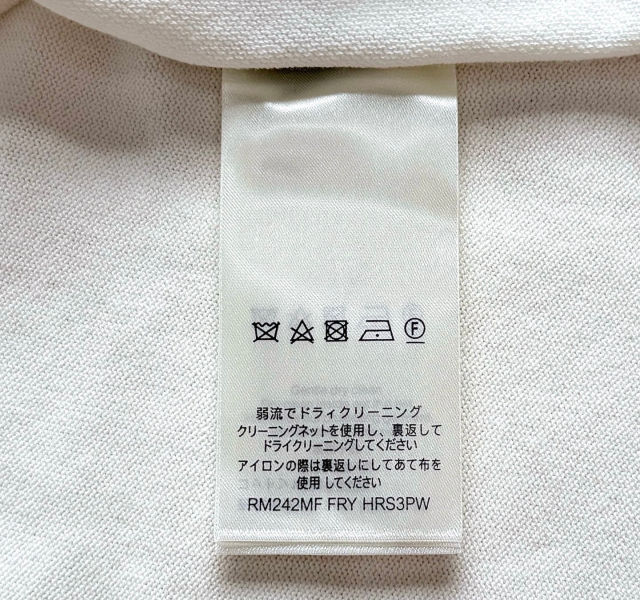 F
弱流でドライクリーニング
クリーニングネットを使用し、裏返して
ドライクリーニングしてください
アイロンの際は裏返しにしてあて布を
使用してください
RM242MF FRY HRS3PW